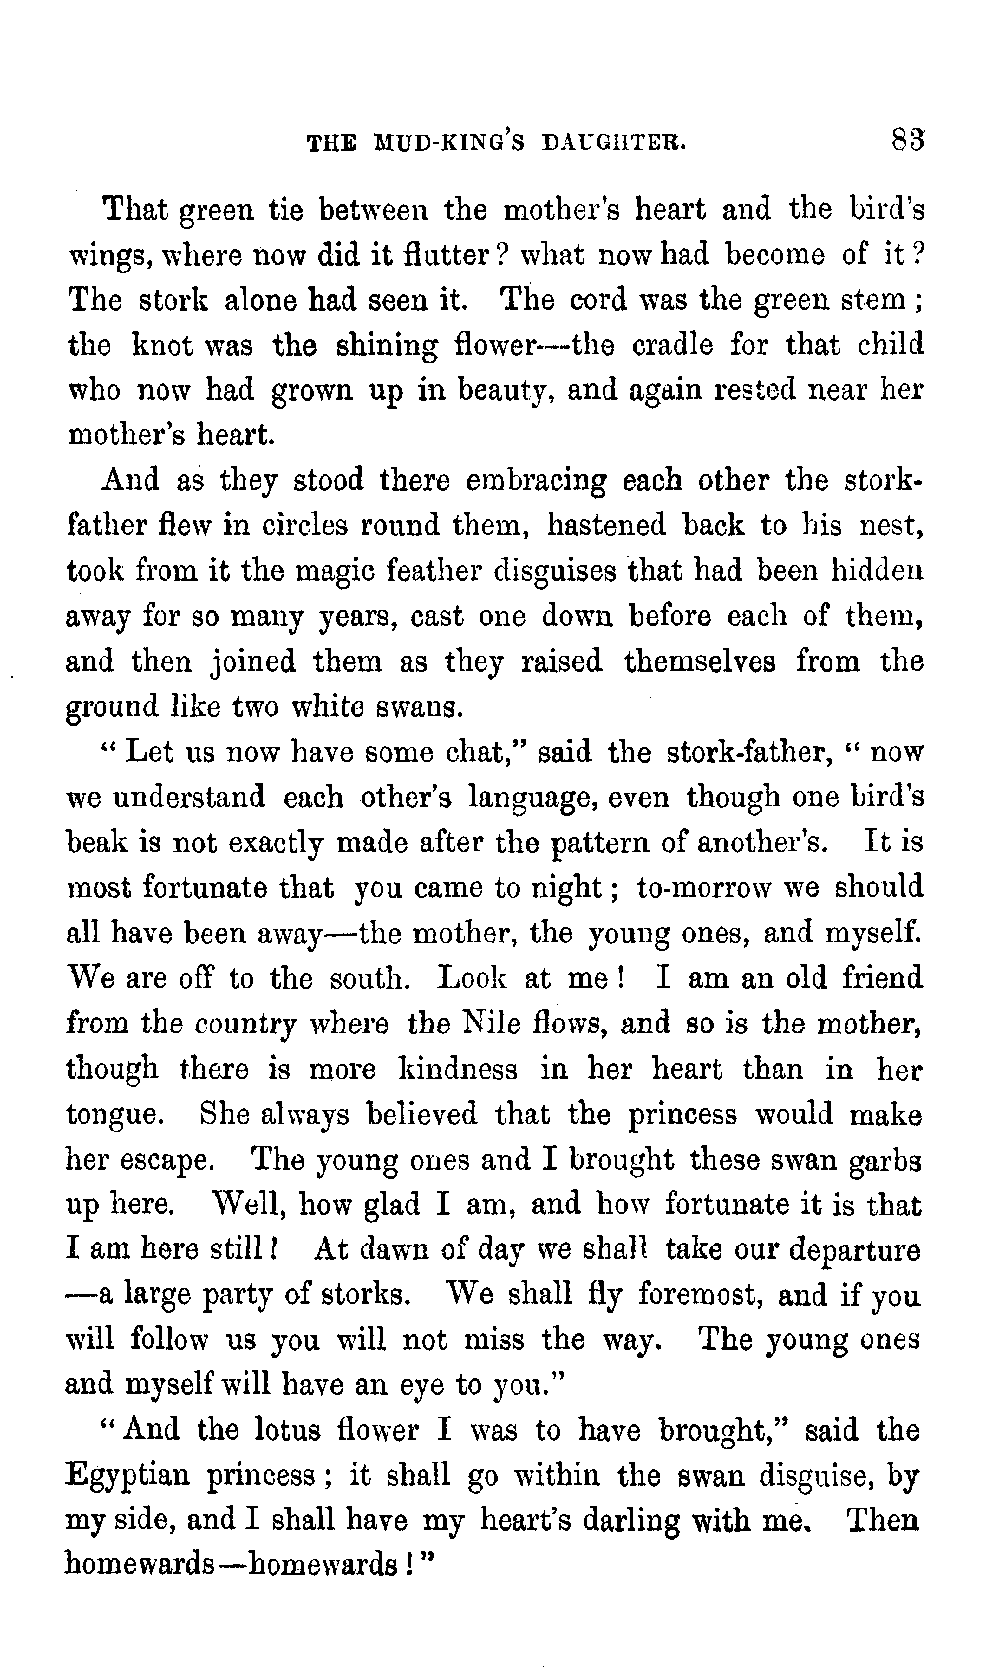 THE MUD-KING'S DAUGHTER. 83
That green tie between the mother's heart and the bird's
wings, where now did it flutter? what now had become of it?
The stork alone had seen it. The cord was the green stem;
the knot was the shining flower—the cradle for that child
who now had grown up in beauty, and again rested near her
mother's heart.
And as they stood there embracing each other the stork-
father flew in circles round them, hastened back to his nest,
took from it the magic feather disguises that had been hidden
away for so many years, cast one down before each of them,
and then joined them as they raised themselves from the
ground like two white swans.
"Let us now have some chat," said the stork-father, "now
we understand each other's language, even though one bird's
beak is not exactly made after the pattern of another's. It is
most fortunate that you came to night; to-morrow we should
all have been away—the mother, the young ones, and myself.
We are off to the south. Look at me! I am an old friend
from the country where the Nile flows, and so is the mother,
though there is more kindness in her heart than in her
tongue. She always believed that the princess would make
her escape. The young ones and I brought these swan garbs
up here. Well, how glad I am, and how fortunate it is that
I am here still! At dawn of day we shall take our departure
—a large party of storks. We shall fly foremost, and if you
will follow us you will not miss the way. The young ones
and myself will have an eye to you."
"And the lotus flower I was to have brought," said the
Egyptian princess; it shall go within the swan disguise, by
my side, and I shall have my heart's darling with me. Then
homewards—homewards!"